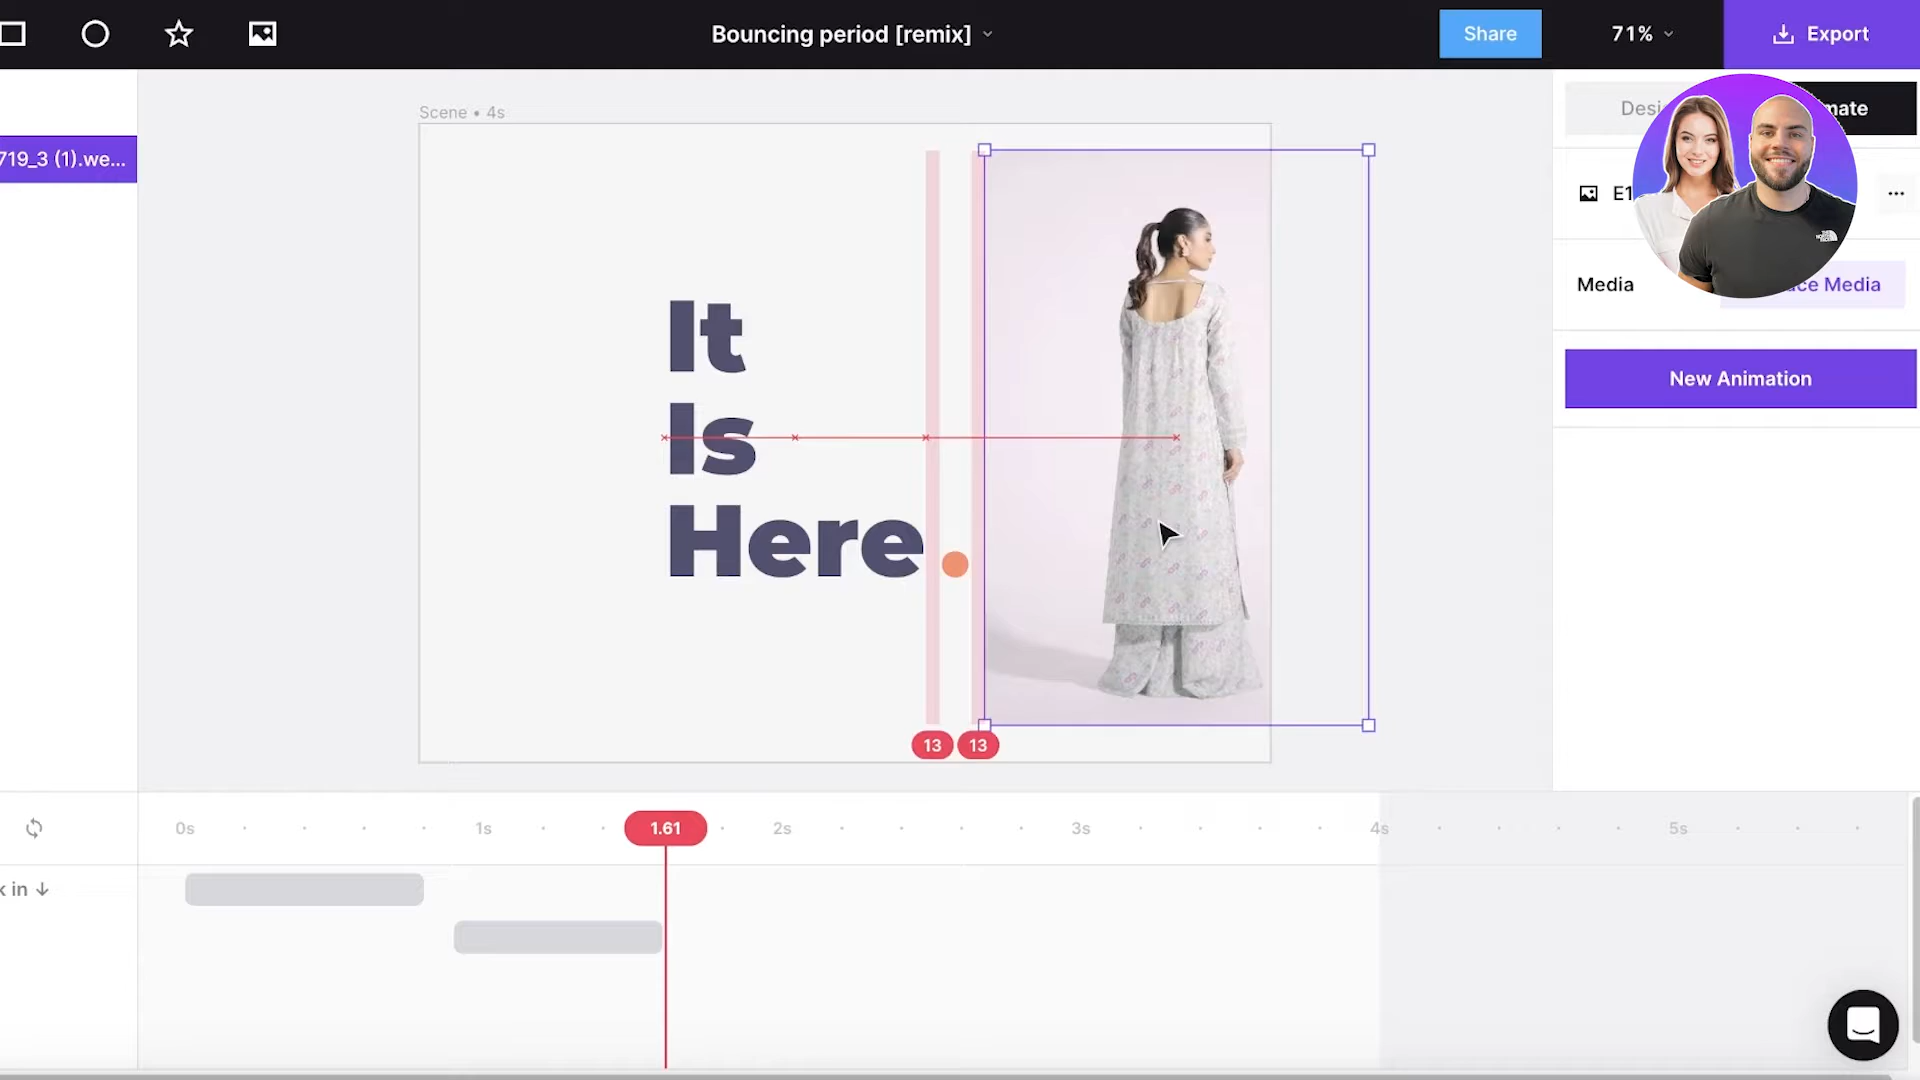 Bouncing period [remix]
Share
71%
Export
Scene • 4s
Desi
mate
719_3 (1).we...
E1
Media
ce Media
New Animation
It
Is
Here.
13 13
0s 1s 1.61 2s 3s 4s 5s
k in ↓